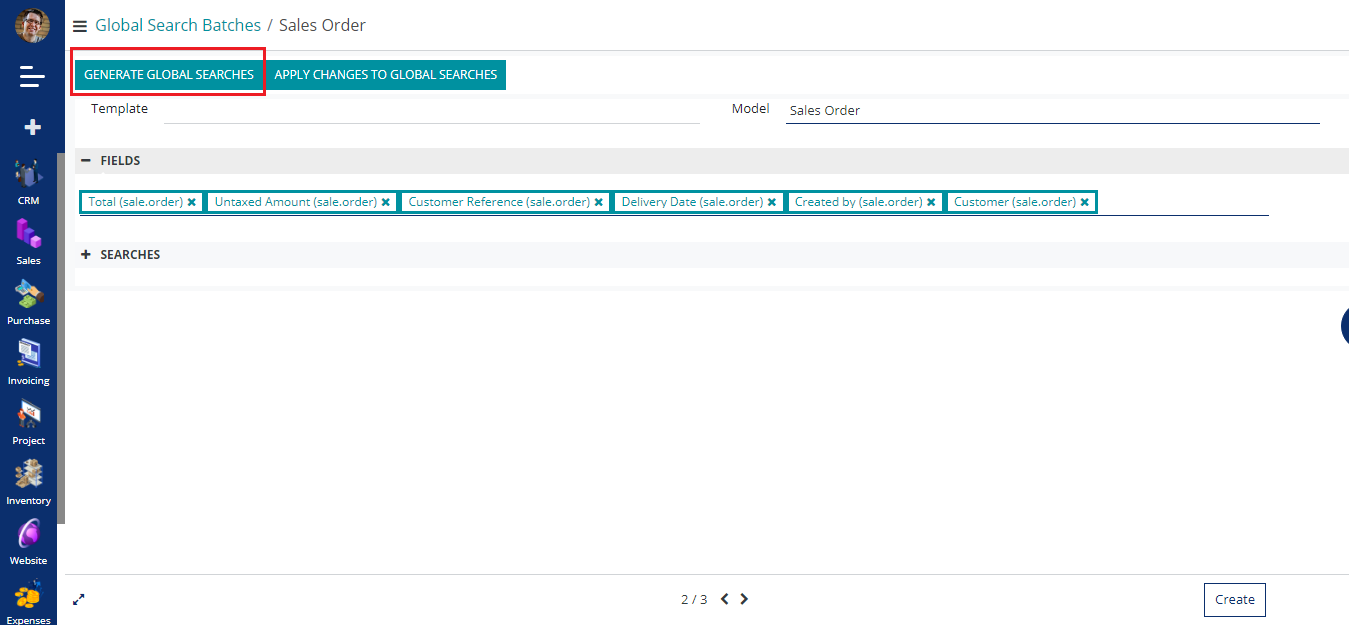 Global Search Batches / Sales Order
GENERATE GLOBAL SEARCHES APPLY CHANGES TO GLOBAL SEARCHES
Template
Model Sales Order
FIELDS
Total (sale.order) Untaxed Amount (sale.order) Customer Reference (sale.order) Delivery Date (sale.order) Created by (sale.order) Customer (sale.order)
SEARCHES
CRM
Sales
Purchase
Invoicing
Project
Inventory
Website
Expenses
2 / 3
Create